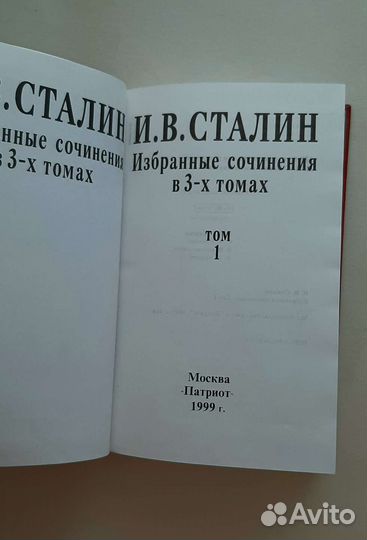 .СТАЛИН
нные сочинения
в 3-х томах
И.В.СТАЛИН
Избранные сочинения
в 3-х томах
том
1
Москва
«Патриот»
1999 г.
Avito